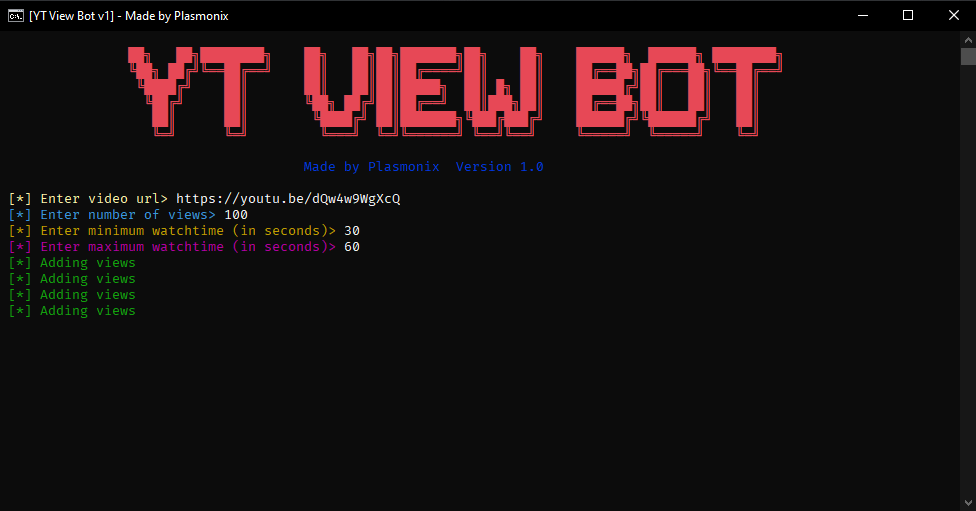 [YT View Bot v1] - Made by Plasmonix
YT VIEW BOT
Made by Plasmonix  Version 1.0
[*] Enter video url> https://youtu.be/dQw4w9WgXcQ
[*] Enter number of views> 100
[*] Enter minimum watchtime (in seconds)> 30
[*] Enter maximum watchtime (in seconds)> 60
[*] Adding views
[*] Adding views
[*] Adding views
[*] Adding views